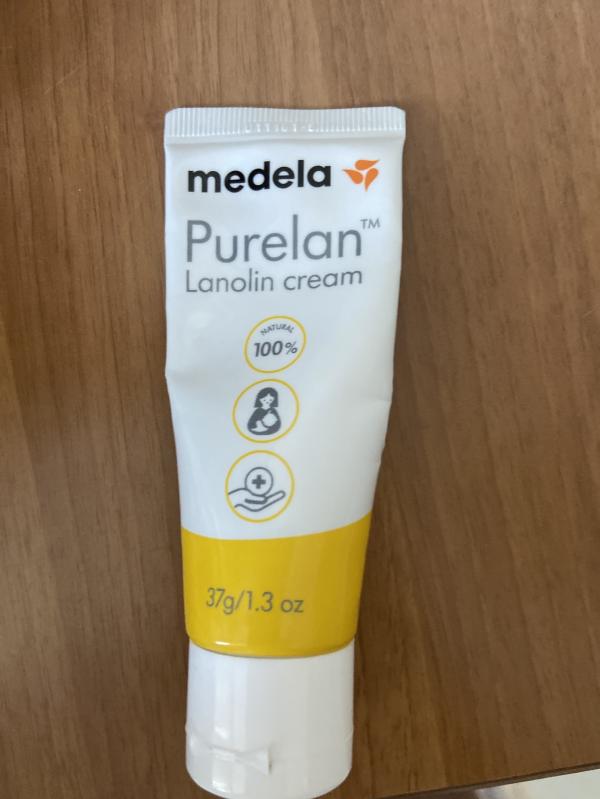 medela
Purelan™
Lanolin cream
NATURAL
100%
37g/1.3 oz